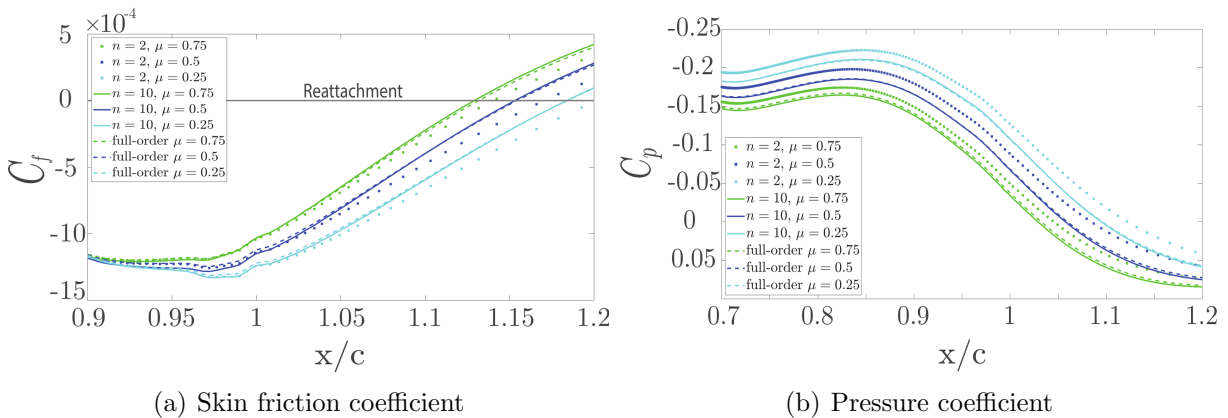 ×10⁻⁴
5
0
-5
-10
-15
C_f
n = 2, μ = 0.75
n = 2, μ = 0.5
n = 2, μ = 0.25
n = 10, μ = 0.75
n = 10, μ = 0.5
n = 10, μ = 0.25
full-order μ = 0.75
full-order μ = 0.5
full-order μ = 0.25
Reattachment
0.9 0.95 1 1.05 1.1 1.15 1.2
x/c
(a) Skin friction coefficient
-0.25
-0.2
-0.15
-0.1
-0.05
0
0.05
C_p
n = 2, μ = 0.75
n = 2, μ = 0.5
n = 2, μ = 0.25
n = 10, μ = 0.75
n = 10, μ = 0.5
n = 10, μ = 0.25
full-order μ = 0.75
full-order μ = 0.5
full-order μ = 0.25
0.7 0.8 0.9 1 1.1 1.2
x/c
(b) Pressure coefficient